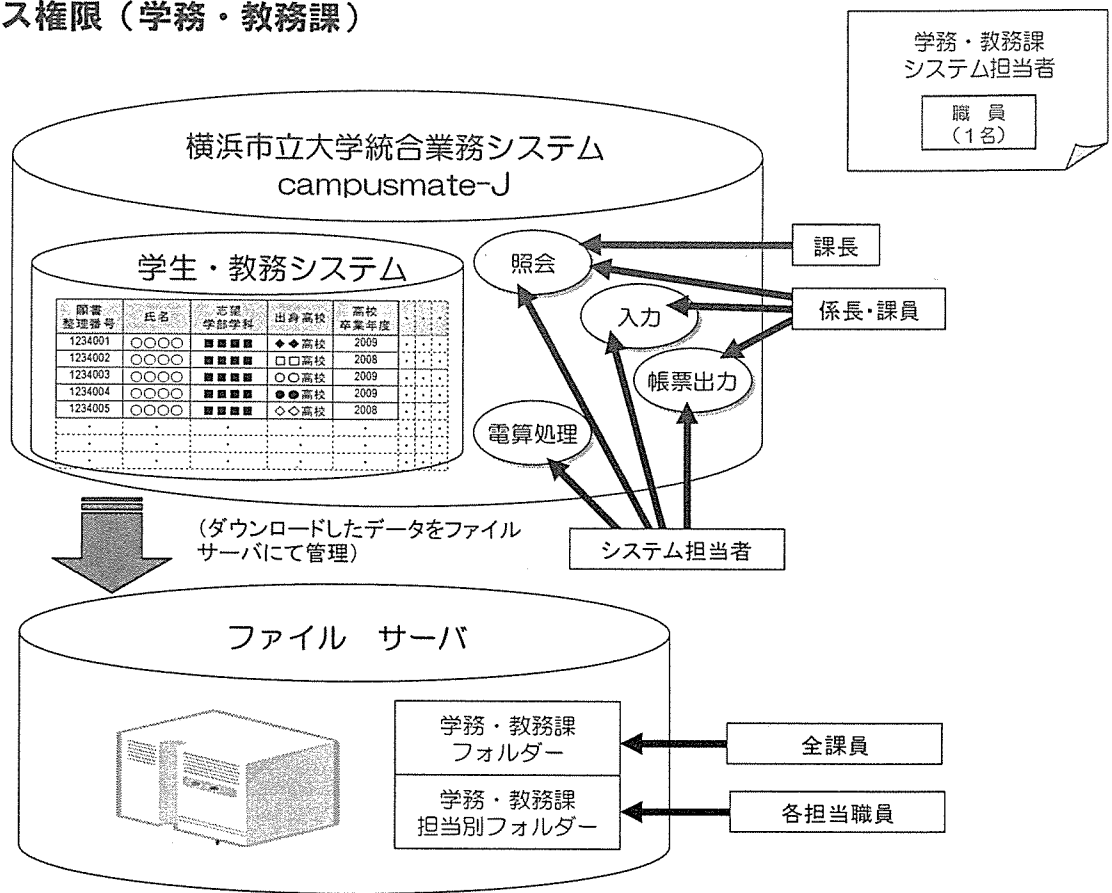 ス権限（学務・教務課）
学務・教務課
システム担当者
職　員
（１名）
横浜市立大学統合業務システム
campusmate-J
学生・教務システム
願書
整理番号
氏名
志望
学部学科
出身高校
高校
卒業年度
1234001 ○○○○ ■■■■ ◆◆高校 2009
1234002 ○○○○ ■■■■ □□高校 2008
1234003 ○○○○ ■■■■ ○○高校 2009
1234004 ○○○○ ■■■■ ●●高校 2009
1234005 ○○○○ ■■■■ ◇◇高校 2008
照会
入力
帳票出力
電算処理
課長
係長・課員
システム担当者
（ダウンロードしたデータをファイル
サーバにて管理）
ファイル　サーバ
学務・教務課
フォルダー
学務・教務課
担当別フォルダー
全課員
各担当職員